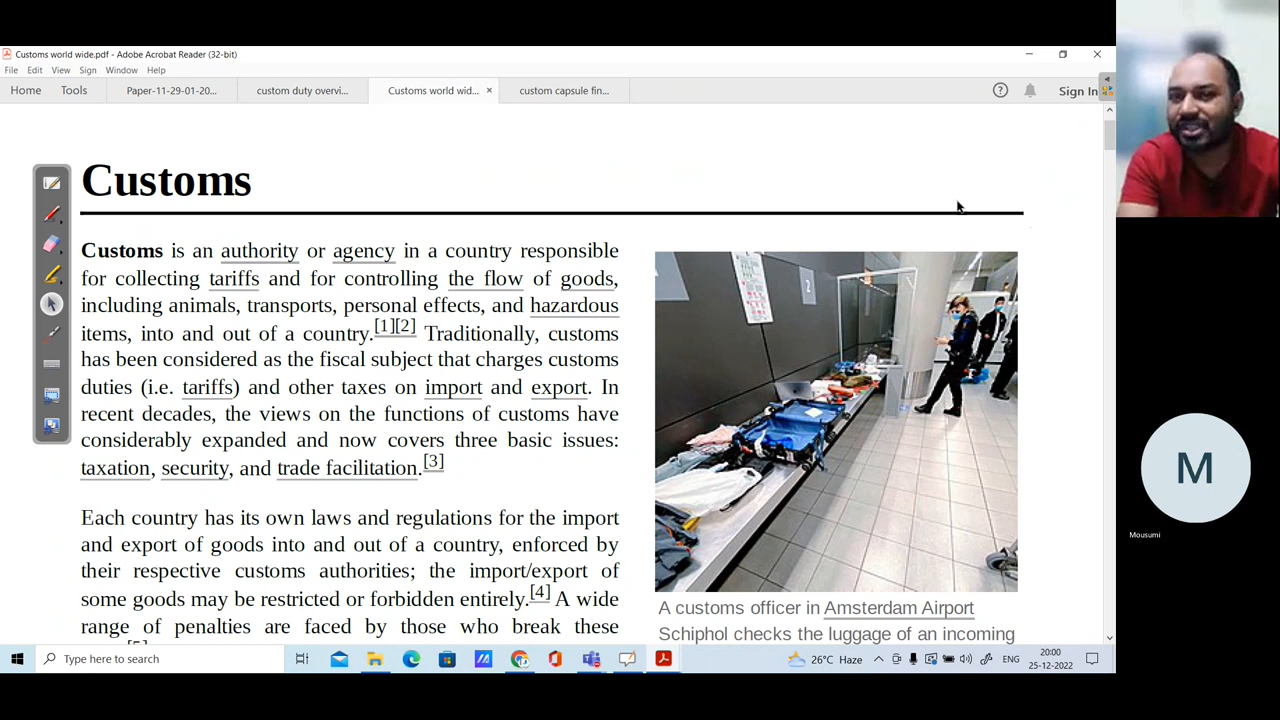 Customs world wide.pdf - Adobe Acrobat Reader (32-bit)
File Edit View Sign Window Help
Home Tools Paper-11-29-01-20... custom duty overvi... Customs world wid... × custom capsule fin... Sign In
Customs
Customs is an authority or agency in a country responsible
for collecting tariffs and for controlling the flow of goods,
including animals, transports, personal effects, and hazardous
items, into and out of a country.[1][2] Traditionally, customs
has been considered as the fiscal subject that charges customs
duties (i.e. tariffs) and other taxes on import and export. In
recent decades, the views on the functions of customs have
considerably expanded and now covers three basic issues:
taxation, security, and trade facilitation.[3]
Each country has its own laws and regulations for the import
and export of goods into and out of a country, enforced by
their respective customs authorities; the import/export of
some goods may be restricted or forbidden entirely.[4] A wide
range of penalties are faced by those who break these
2
A customs officer in Amsterdam Airport
Schiphol checks the luggage of an incoming
M
Mousumi
Type here to search
26°C Haze
ENG
20:00
25-12-2022